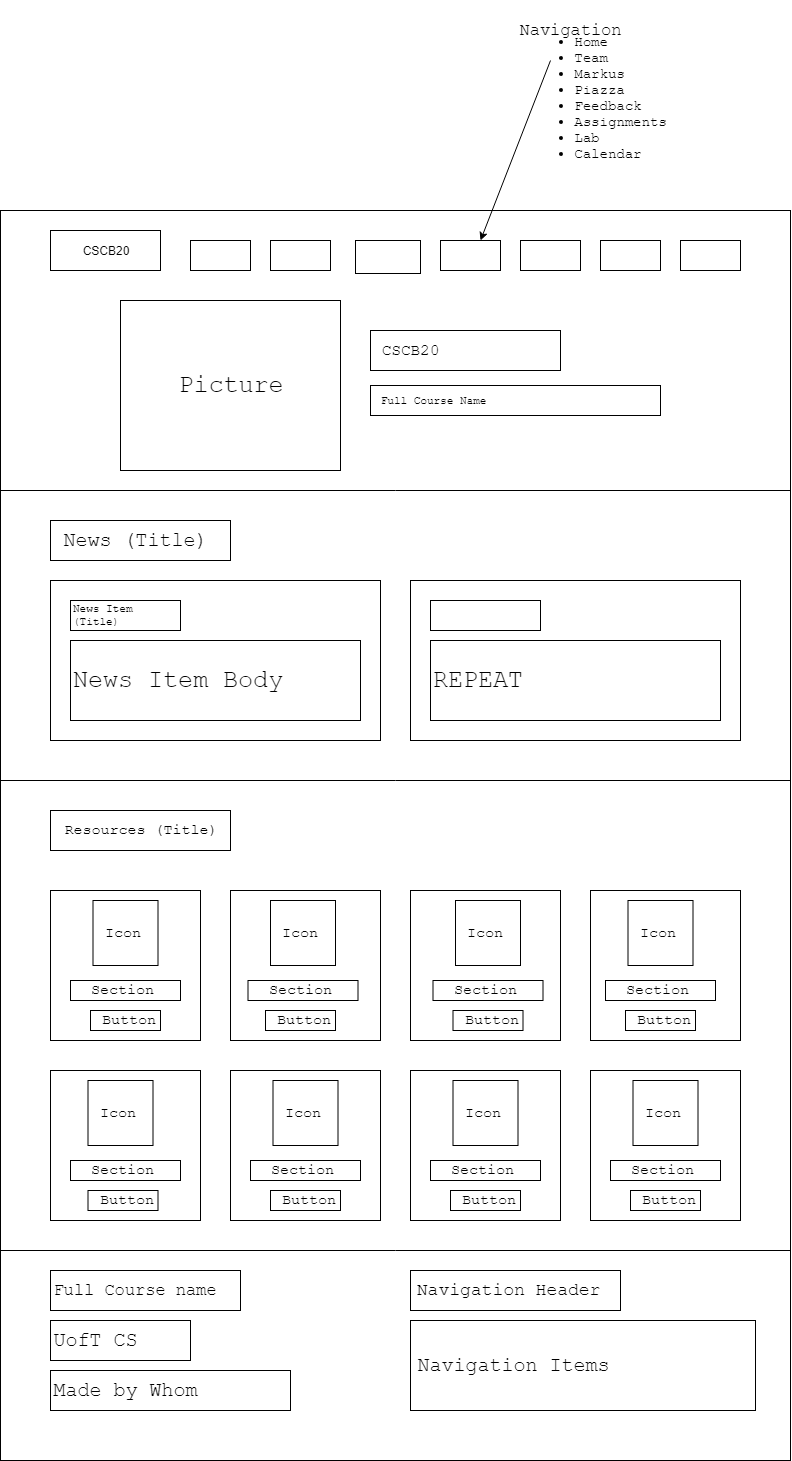 Navigation
Home
Team
Markus
Piazza
Feedback
Assignments
Lab
Calendar
CSCB20
Picture
CSCB20
Full Course Name
News (Title)
News Item
(Title)
News Item Body
REPEAT
Resources (Title)
Icon Icon Icon Icon
Section Section Section Section
Button Button Button Button
Icon Icon Icon Icon
Section Section Section Section
Button Button Button Button
Full Course name
UofT CS
Made by Whom
Navigation Header
Navigation Items